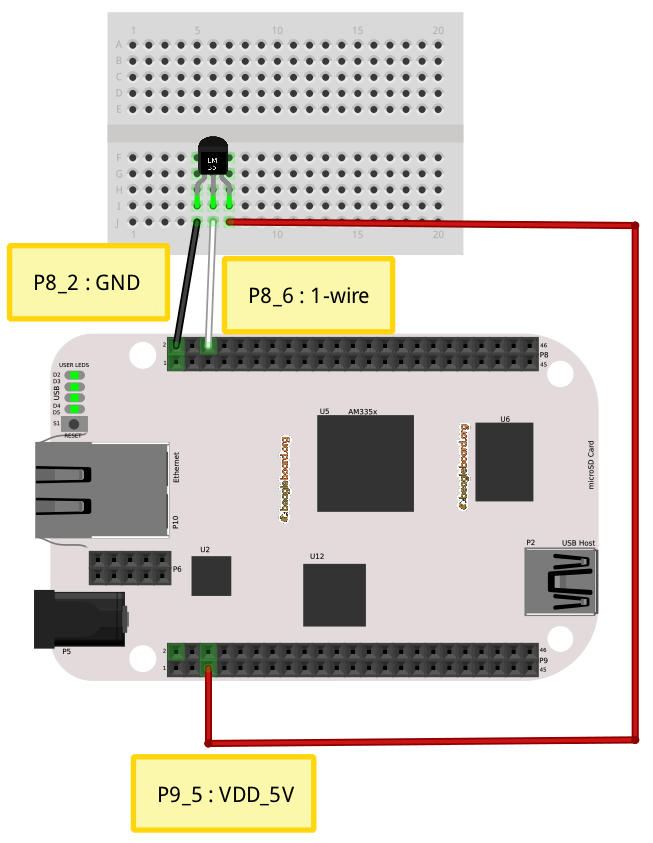 1 5 10 15 20
A
B
C
D
E
F
G
H
I
J
LM
35
1 10 15 20
P8_2 : GND
P8_6 : 1-wire
2 46
P8
1 45
USER LEDS
D2
D3
USB
D4
D5
S1
RESET
U5 AM335x
U6
beagleboard.org
beagleboard.org
microSD Card
Ethernet
P10
P6
U2
U12
P2 USB Host
P5
2 46
P9
1 45
P9_5 : VDD_5V